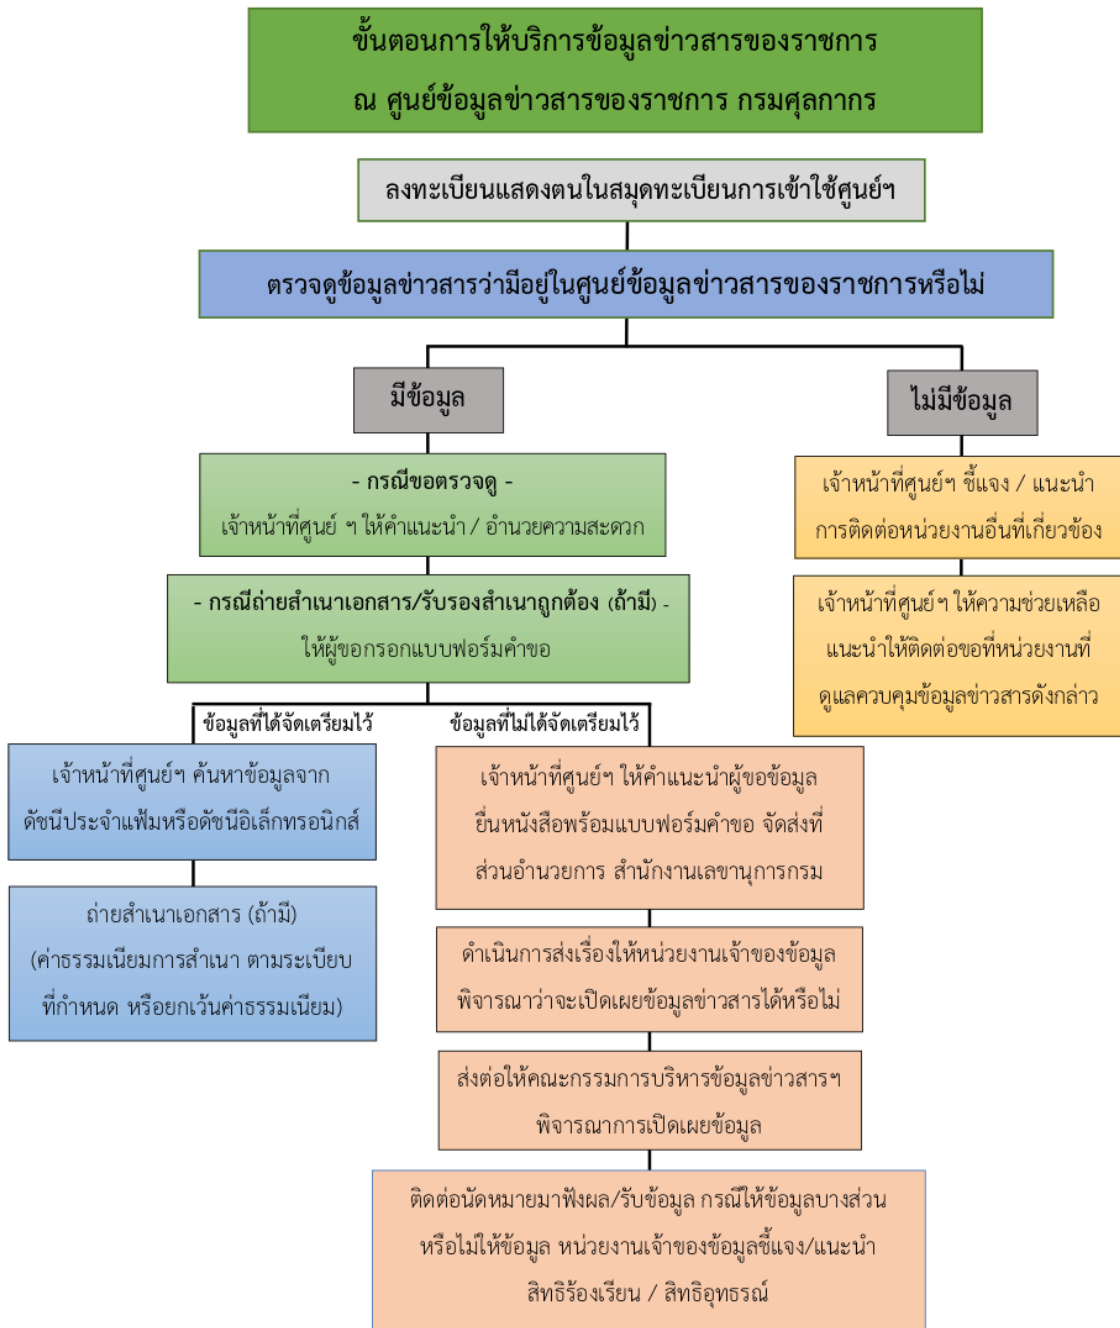 ขั้นตอนการให้บริการข้อมูลข่าวสารของราชการ
ณ ศูนย์ข้อมูลข่าวสารของราชการ กรมศุลกากร
ลงทะเบียนแสดงตนในสมุดทะเบียนการเข้าใช้ศูนย์ฯ
ตรวจดูข้อมูลข่าวสารว่ามีอยู่ในศูนย์ข้อมูลข่าวสารของราชการหรือไม่
มีข้อมูล
- กรณีขอตรวจดู -
เจ้าหน้าที่ศูนย์ ฯ ให้คำแนะนำ / อำนวยความสะดวก
- กรณีถ่ายสำเนาเอกสาร/รับรองสำเนาถูกต้อง (ถ้ามี) -
ให้ผู้ขอกรอกแบบฟอร์มคำขอ
ข้อมูลที่ได้จัดเตรียมไว้
เจ้าหน้าที่ศูนย์ฯ ค้นหาข้อมูลจาก
ดัชนีประจำแฟ้มหรือดัชนีอิเล็กทรอนิกส์
ถ่ายสำเนาเอกสาร (ถ้ามี)
(ค่าธรรมเนียมการสำเนา ตามระเบียบ
ที่กำหนด หรือยกเว้นค่าธรรมเนียม)
ข้อมูลที่ไม่ได้จัดเตรียมไว้
เจ้าหน้าที่ศูนย์ฯ ให้คำแนะนำผู้ขอข้อมูล
ยื่นหนังสือพร้อมแบบฟอร์มคำขอ จัดส่งที่
ส่วนอำนวยการ สำนักงานเลขานุการกรม
ดำเนินการส่งเรื่องให้หน่วยงานเจ้าของข้อมูล
พิจารณาว่าจะเปิดเผยข้อมูลข่าวสารได้หรือไม่
ส่งต่อให้คณะกรรมการบริหารข้อมูลข่าวสารฯ
พิจารณาการเปิดเผยข้อมูล
ติดต่อนัดหมายมาฟังผล/รับข้อมูล กรณีให้ข้อมูลบางส่วน
หรือไม่ให้ข้อมูล หน่วยงานเจ้าของข้อมูลชี้แจง/แนะนำ
สิทธิร้องเรียน / สิทธิอุทธรณ์
ไม่มีข้อมูล
เจ้าหน้าที่ศูนย์ฯ ชี้แจง / แนะนำ
การติดต่อหน่วยงานอื่นที่เกี่ยวข้อง
เจ้าหน้าที่ศูนย์ฯ ให้ความช่วยเหลือ
แนะนำให้ติดต่อขอที่หน่วยงานที่
ดูแลควบคุมข้อมูลข่าวสารดังกล่าว